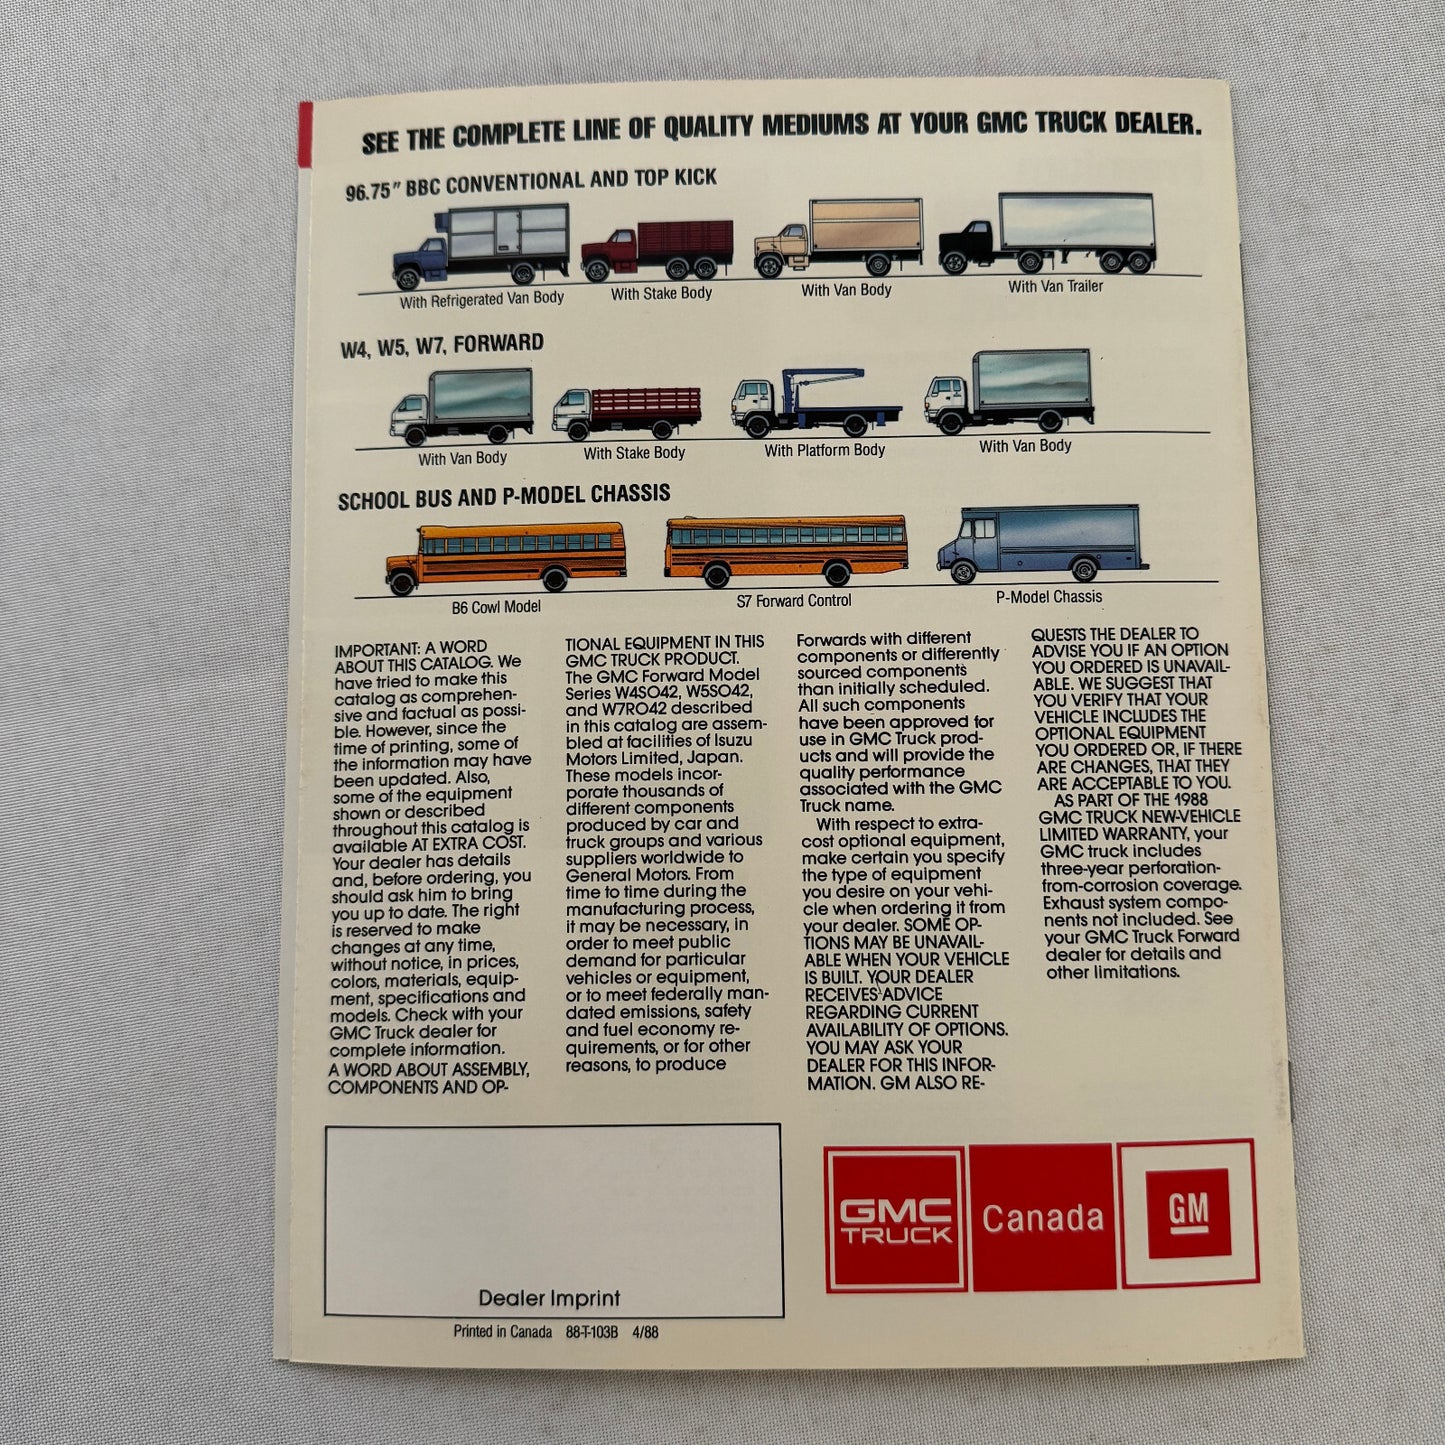 SEE THE COMPLETE LINE OF QUALITY MEDIUMS AT YOUR GMC TRUCK DEALER.
96.75" BBC CONVENTIONAL AND TOP KICK
With Refrigerated Van Body
With Stake Body
With Van Body
With Van Trailer
W4, W5, W7, FORWARD
With Van Body
With Stake Body
With Platform Body
With Van Body
SCHOOL BUS AND P-MODEL CHASSIS
B6 Cowl Model
S7 Forward Control
P-Model Chassis
IMPORTANT: A WORD
ABOUT THIS CATALOG. We
have tried to make this
catalog as comprehen-
sive and factual as possi-
ble. However, since the
time of printing, some of
the information may have
been updated. Also,
some of the equipment
shown or described
throughout this catalog is
available AT EXTRA COST.
Your dealer has details
and, before ordering, you
should ask him to bring
you up to date. The right
is reserved to make
changes at any time,
without notice, in prices,
colors, materials, equip-
ment, specifications and
models. Check with your
GMC Truck dealer for
complete information.
A WORD ABOUT ASSEMBLY,
COMPONENTS AND OP-
TIONAL EQUIPMENT IN THIS
GMC TRUCK PRODUCT.
The GMC Forward Model
Series W4SO42, W5SO42,
and W7RO42 described
in this catalog are assem-
bled at facilities of Isuzu
Motors Limited, Japan.
These models incor-
porate thousands of
different components
produced by car and
truck groups and various
suppliers worldwide to
General Motors. From
time to time during the
manufacturing process,
it may be necessary, in
order to meet public
demand for particular
vehicles or equipment,
or to meet federally man-
dated emissions, safety
and fuel economy re-
quirements, or for other
reasons, to produce
Forwards with different
components or differently
sourced components
than initially scheduled.
All such components
have been approved for
use in GMC Truck prod-
ucts and will provide the
quality performance
associated with the GMC
Truck name.
With respect to extra-
cost optional equipment,
make certain you specify
the type of equipment
you desire on your vehi-
cle when ordering it from
your dealer. SOME OP-
TIONS MAY BE UNAVAIL-
ABLE WHEN YOUR VEHICLE
IS BUILT. YOUR DEALER
RECEIVES ADVICE
REGARDING CURRENT
AVAILABILITY OF OPTIONS.
YOU MAY ASK YOUR
DEALER FOR THIS INFOR-
MATION. GM ALSO RE-
QUESTS THE DEALER TO
ADVISE YOU IF AN OPTION
YOU ORDERED IS UNAVAIL-
ABLE. WE SUGGEST THAT
YOU VERIFY THAT YOUR
VEHICLE INCLUDES THE
OPTIONAL EQUIPMENT
YOU ORDERED OR, IF THERE
ARE CHANGES, THAT THEY
ARE ACCEPTABLE TO YOU.
AS PART OF THE 1988
GMC TRUCK NEW-VEHICLE
LIMITED WARRANTY, your
GMC truck includes
three-year perforation-
from-corrosion coverage.
Exhaust system compo-
nents not included. See
your GMC Truck Forward
dealer for details and
other limitations.
Dealer Imprint
Printed in Canada 88-T-103B 4/88
GMC
TRUCK
Canada
GM